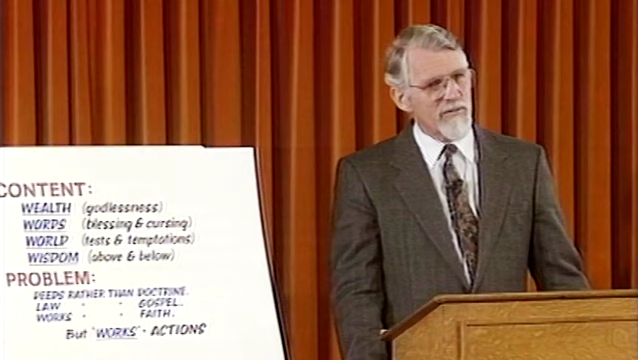 CONTENT:
WEALTH (godlessness)
WORDS (blessing & cursing)
WORLD (tests & temptations)
WISDOM (above & below)
PROBLEM:
DEEDS RATHER THAN DOCTRINE.
LAW " " GOSPEL.
WORKS " " FAITH.
But "WORKS" = ACTIONS